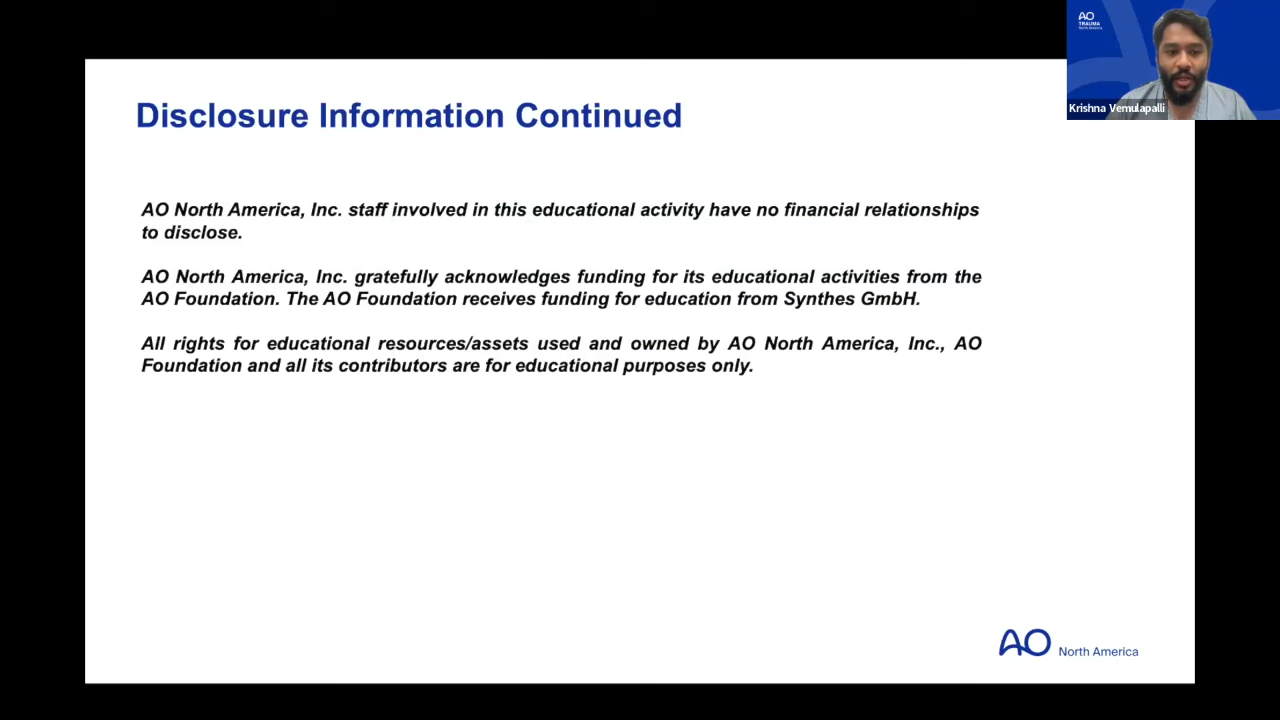 AO
TRAUMA
North America
Krishna Vemulapalli
Disclosure Information Continued
AO North America, Inc. staff involved in this educational activity have no financial relationships
to disclose.
AO North America, Inc. gratefully acknowledges funding for its educational activities from the
AO Foundation. The AO Foundation receives funding for education from Synthes GmbH.
All rights for educational resources/assets used and owned by AO North America, Inc., AO
Foundation and all its contributors are for educational purposes only.
AO North America